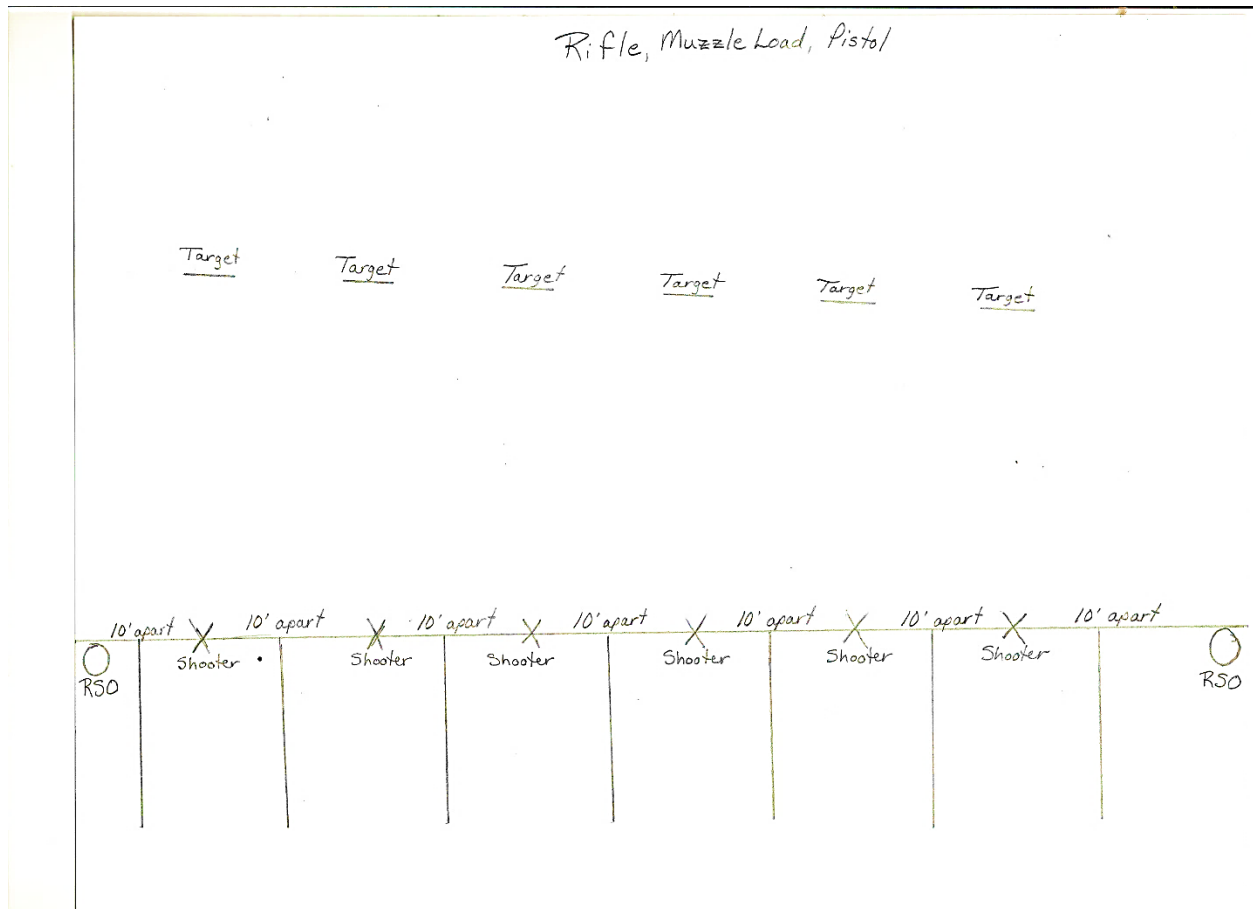 Rifle, Muzzle Load, Pistol
Target Target Target Target Target Target
10' apart 10' apart 10' apart 10' apart 10' apart 10' apart 10' apart
Shooter Shooter Shooter Shooter Shooter Shooter
RSO RSO